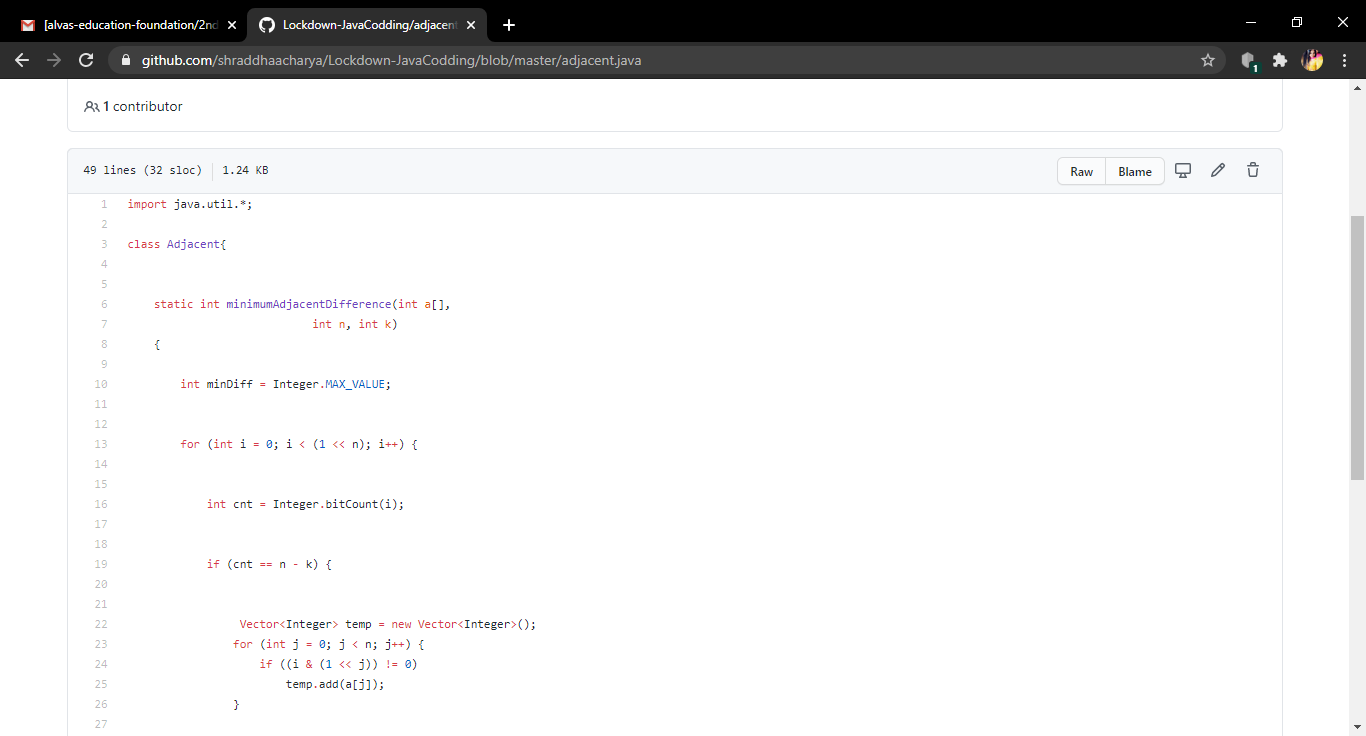 [alvas-education-foundation/2nd
Lockdown-JavaCodding/adjacent
github.com/shraddhaacharya/Lockdown-JavaCodding/blob/master/adjacent.java
1
1 contributor
49 lines (32 sloc) 1.24 KB
Raw Blame
1 import java.util.*;
2
3 class Adjacent{
4
5
6 static int minimumAdjacentDifference(int a[],
7 int n, int k)
8 {
9
10 int minDiff = Integer.MAX_VALUE;
11
12
13 for (int i = 0; i < (1 << n); i++) {
14
15
16 int cnt = Integer.bitCount(i);
17
18
19 if (cnt == n - k) {
20
21
22 Vector<Integer> temp = new Vector<Integer>();
23 for (int j = 0; j < n; j++) {
24 if ((i & (1 << j)) != 0)
25 temp.add(a[j]);
26 }
27